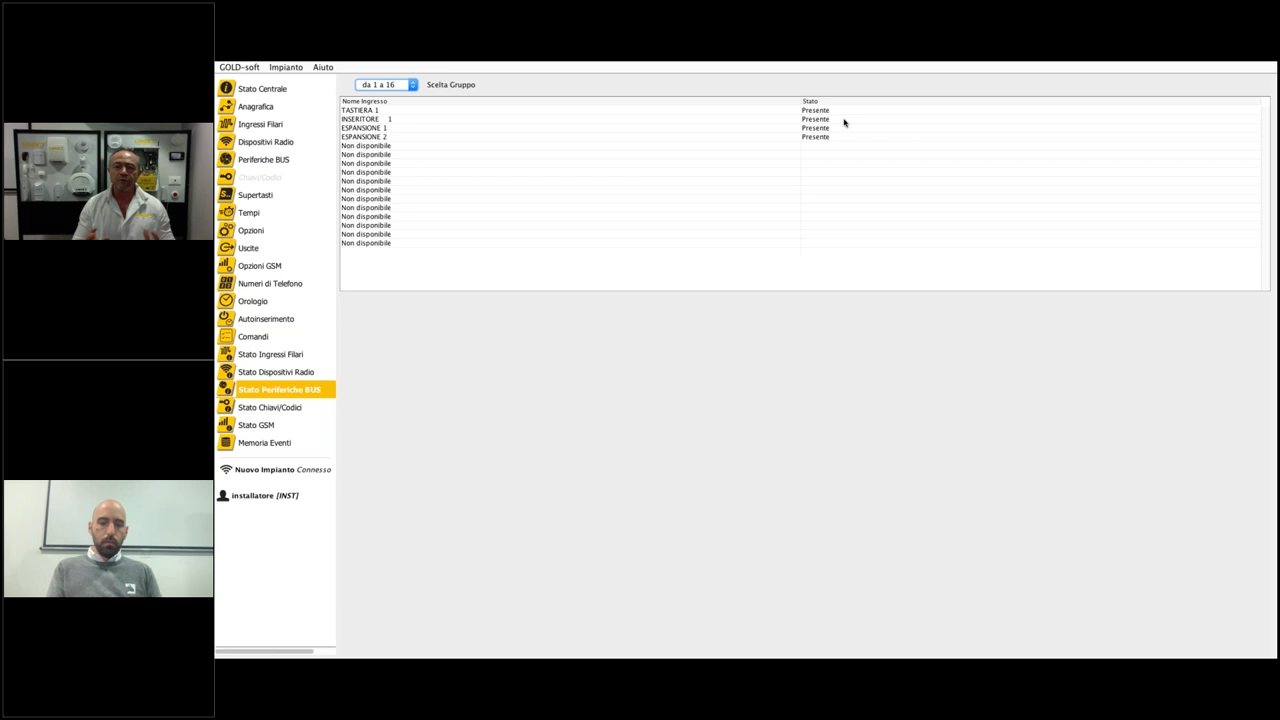 GOLD-soft Impianto Aiuto
Stato Centrale
Anagrafica
Ingressi Filari
Dispositivi Radio
Periferiche BUS
Chiavi/Codici
Supertasti
Tempi
Opzioni
Uscite
Opzioni GSM
Numeri di Telefono
Orologio
Autoinserimento
Comandi
Stato Ingressi Filari
Stato Dispositivi Radio
Stato Periferiche BUS
Stato Chiavi/Codici
Stato GSM
Memoria Eventi
Nuovo Impianto Connesso
installatore [INST]
da 1 a 16 Scelta Gruppo
Nome Ingresso Stato
TASTIERA 1 Presente
INSERITORE 1 Presente
ESPANSIONE 1 Presente
ESPANSIONE 2 Presente
Non disponibile
Non disponibile
Non disponibile
Non disponibile
Non disponibile
Non disponibile
Non disponibile
Non disponibile
Non disponibile
Non disponibile
Non disponibile
Non disponibile